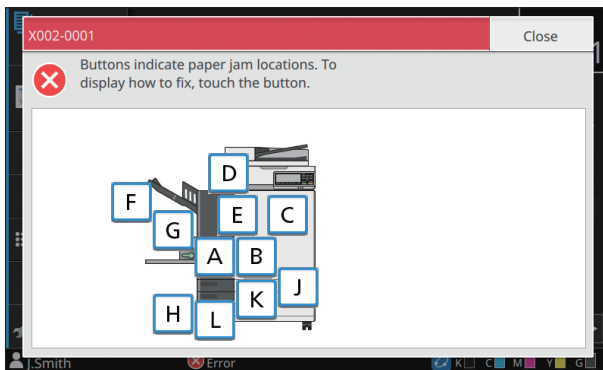 X002-0001
Close
Buttons indicate paper jam locations. To
display how to fix, touch the button.
D
F
E
C
G
A
B
J
K
H
L
J.Smith
Error
K
C
M
Y
G